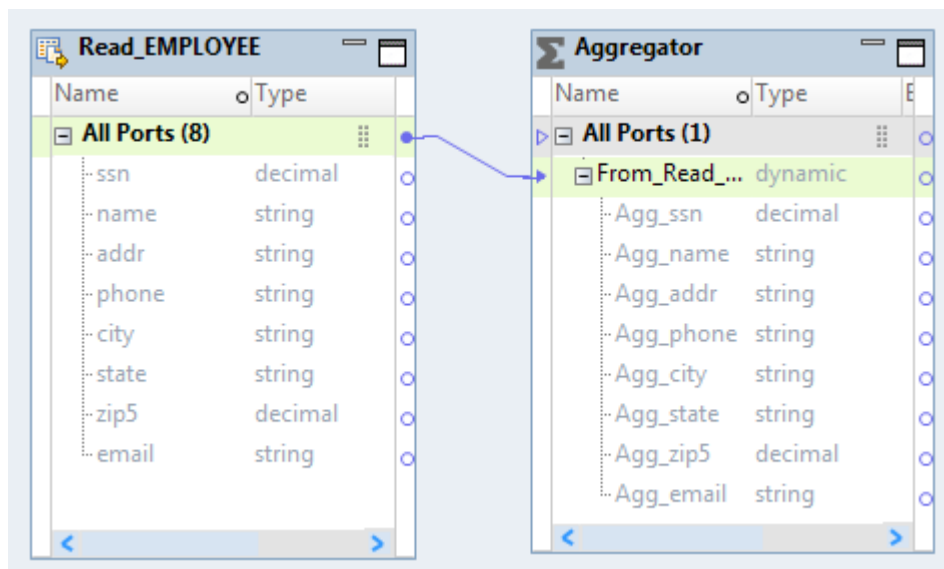 Read_EMPLOYEE
Name Type
All Ports (8)
ssn decimal
name string
addr string
phone string
city string
state string
zip5 decimal
email string
Aggregator
Name Type E
All Ports (1)
From_Read_... dynamic
Agg_ssn decimal
Agg_name string
Agg_addr string
Agg_phone string
Agg_city string
Agg_state string
Agg_zip5 decimal
Agg_email string